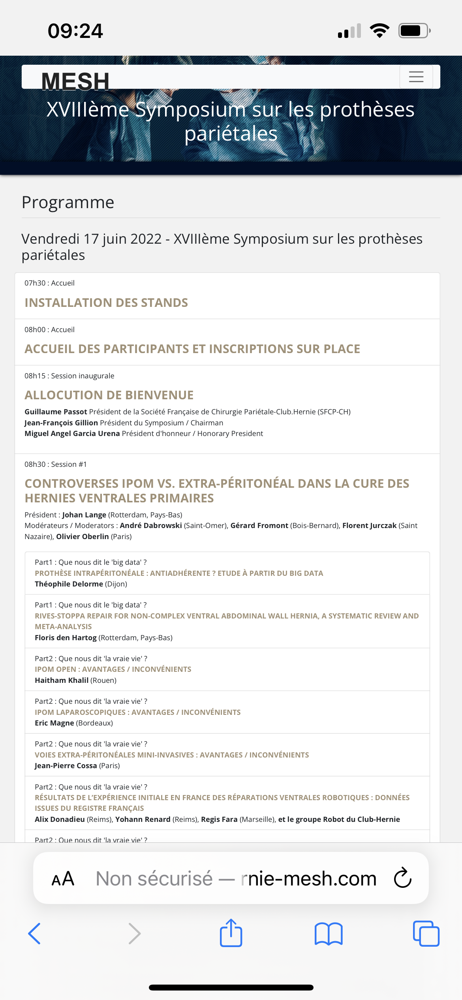 09:24
MESH
XVIIIème Symposium sur les prothèses
pariétales
Programme
Vendredi 17 juin 2022 - XVIIIème Symposium sur les prothèses
pariétales
07h30 : Accueil
INSTALLATION DES STANDS
08h00 : Accueil
ACCUEIL DES PARTICIPANTS ET INSCRIPTIONS SUR PLACE
08h15 : Session inaugurale
ALLOCUTION DE BIENVENUE
Guillaume Passot Président de la Société Française de Chirurgie Pariétale-Club.Hernie (SFCP-CH)
Jean-François Gillion Président du Symposium / Chairman
Miguel Angel Garcia Urena Président d'honneur / Honorary President
08h30 : Session #1
CONTROVERSES IPOM VS. EXTRA-PÉRITONÉAL DANS LA CURE DES
HERNIES VENTRALES PRIMAIRES
Président : Johan Lange (Rotterdam, Pays-Bas)
Modérateurs / Moderators : André Dabrowski (Saint-Omer), Gérard Fromont (Bois-Bernard), Florent Jurczak (Saint
Nazaire), Olivier Oberlin (Paris)
Part1 : Que nous dit le 'big data' ?
PROTHÈSE INTRAPÉRITONÉALE : ANTIADHÉRENTE ? ETUDE À PARTIR DU BIG DATA
Théophile Delorme (Dijon)
Part1 : Que nous dit le 'big data' ?
RIVES-STOPPA REPAIR FOR NON-COMPLEX VENTRAL ABDOMINAL WALL HERNIA, A SYSTEMATIC REVIEW AND
META-ANALYSIS
Floris den Hartog (Rotterdam, Pays-Bas)
Part2 : Que nous dit 'la vraie vie' ?
IPOM OPEN : AVANTAGES / INCONVÉNIENTS
Haitham Khalil (Rouen)
Part2 : Que nous dit 'la vraie vie' ?
IPOM LAPAROSCOPIQUES : AVANTAGES / INCONVÉNIENTS
Eric Magne (Bordeaux)
Part2 : Que nous dit 'la vraie vie' ?
VOIES EXTRA-PÉRITONÉALES MINI-INVASIVES : AVANTAGES / INCONVÉNIENTS
Jean-Pierre Cossa (Paris)
Part2 : Que nous dit 'la vraie vie' ?
RÉSULTATS DE L'EXPÉRIENCE INITIALE EN FRANCE DES RÉPARATIONS VENTRALES ROBOTIQUES : DONNÉES
ISSUES DU REGISTRE FRANÇAIS
Alix Donadieu (Reims), Yohann Renard (Reims), Regis Fara (Marseille), et le groupe Robot du Club-Hernie
Part2 : Que nous dit 'la vraie vie' ?
AA Non sécurisé — rnie-mesh.com